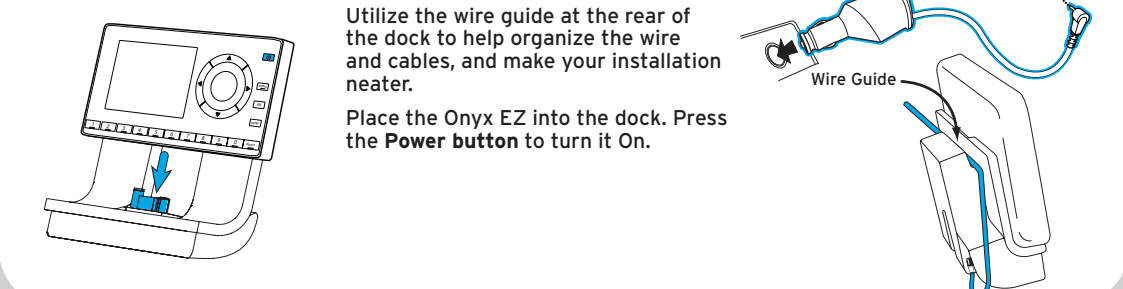 Utilize the wire guide at the rear of
the dock to help organize the wire
and cables, and make your installation
neater.
Place the Onyx EZ into the dock. Press
the Power button to turn it On.
Wire Guide